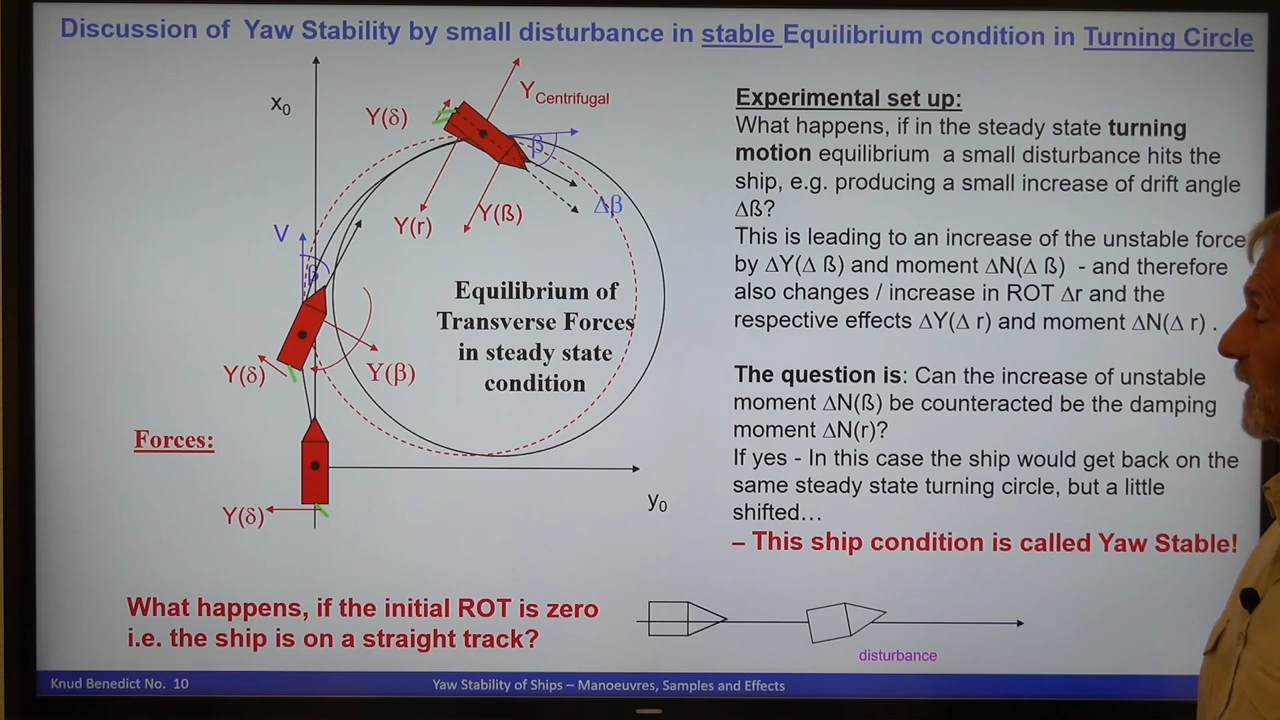 Discussion of Yaw Stability by small disturbance in stable Equilibrium condition in Turning Circle
x0
Y(δ)
YCentrifugal
β
Δβ
Y(r)
Y(ß)
V
β
Equilibrium of
Transverse Forces
in steady state
condition
Y(δ)
Y(β)
Forces:
Y(δ)
y0
Experimental set up:
What happens, if in the steady state turning
motion equilibrium a small disturbance hits the
ship, e.g. producing a small increase of drift angle
Δß?
This is leading to an increase of the unstable force
by ΔY(Δ ß) and moment ΔN(Δ ß) - and therefore
also changes / increase in ROT Δr and the
respective effects ΔY(Δ r) and moment ΔN(Δ r) .
The question is: Can the increase of unstable
moment ΔN(ß) be counteracted be the damping
moment ΔN(r)?
If yes - In this case the ship would get back on the
same steady state turning circle, but a little
shifted…
– This ship condition is called Yaw Stable!
What happens, if the initial ROT is zero
i.e. the ship is on a straight track?
disturbance
Knud Benedict No. 10
Yaw Stability of Ships – Manoeuvres, Samples and Effects